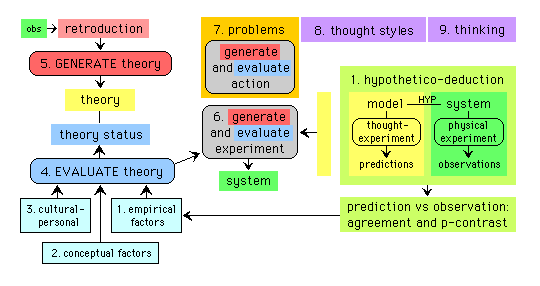 obs
retroduction
5. GENERATE theory
theory
theory status
4. EVALUATE theory
3. cultural-
personal
1. empirical
factors
2. conceptual factors
7. problems
generate
and evaluate
action
8. thought styles
9. thinking
6. generate
and evaluate
experiment
system
1. hypothetico-deduction
model
HYP
system
thought-
experiment
predictions
physical
experiment
observations
prediction vs observation:
agreement and p-contrast